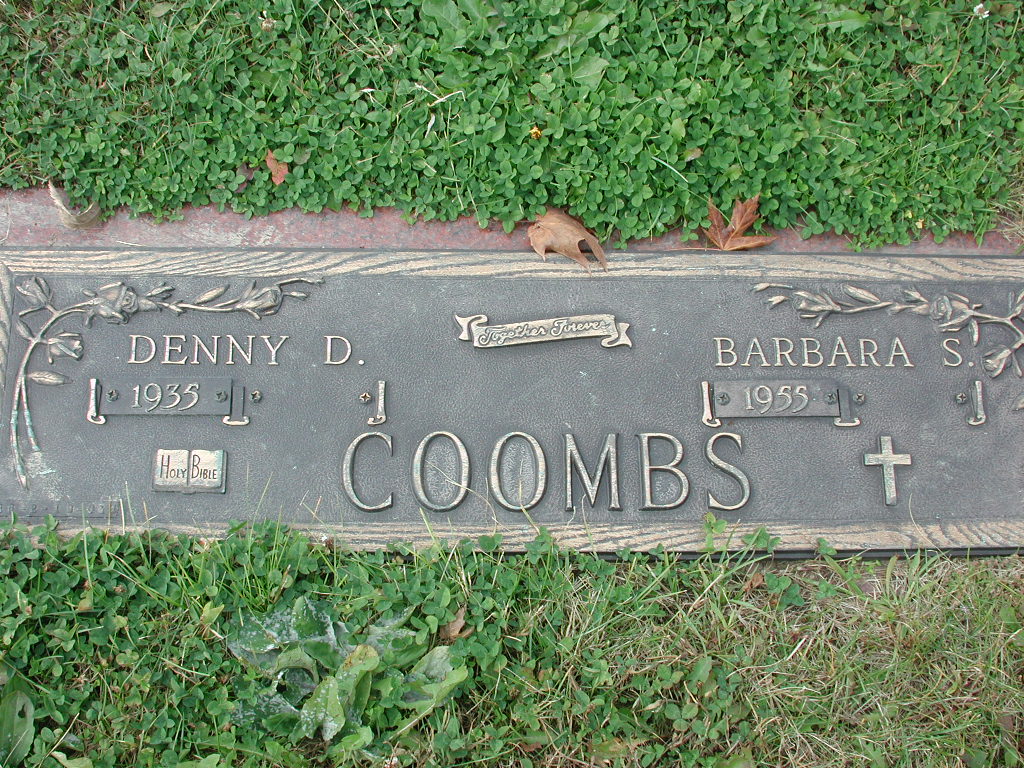 Together Forever
DENNY D. BARBARA S.
1935 1955
HOLY BIBLE
COOMBS